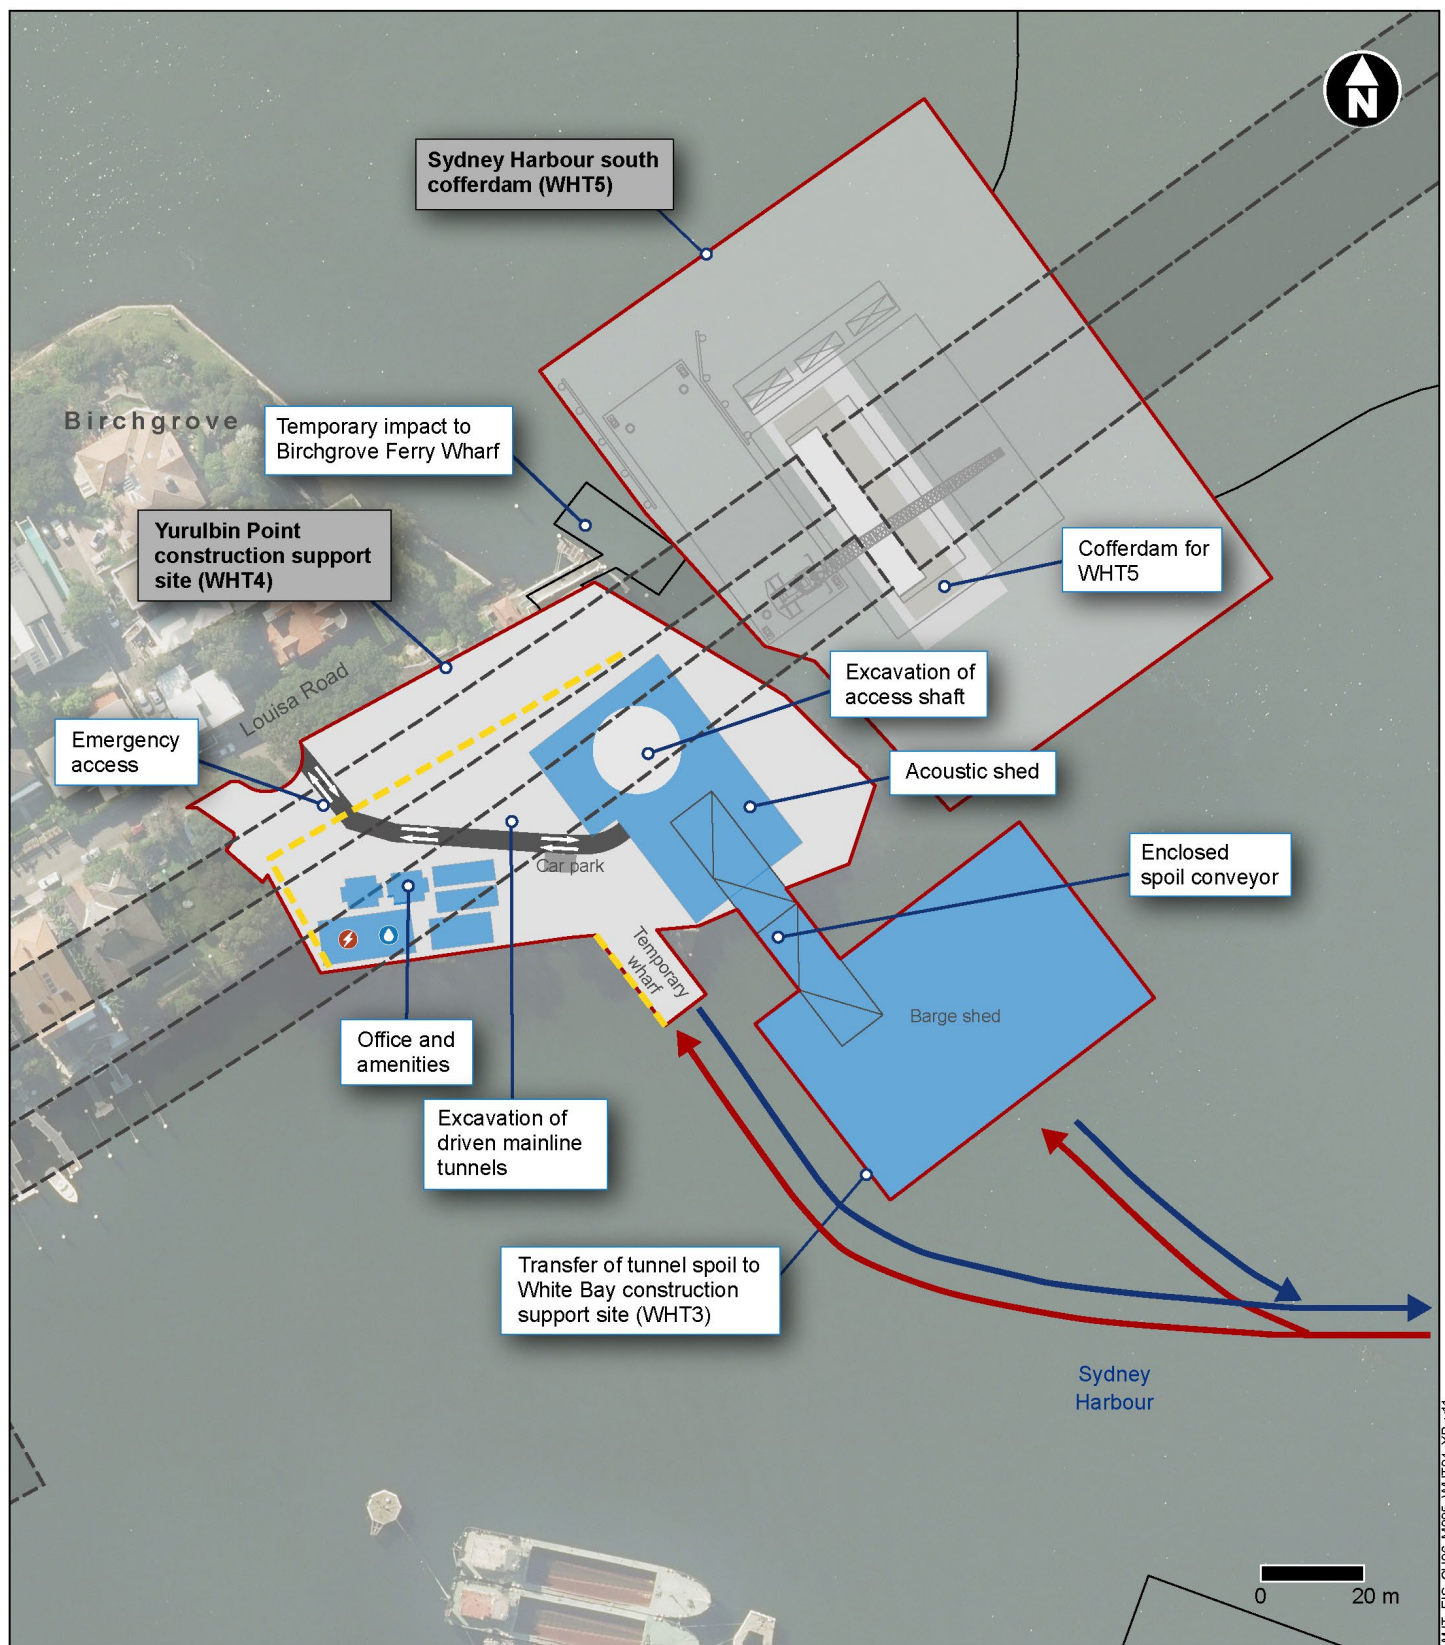 N
Sydney Harbour south
cofferdam (WHT5)
Birchgrove
Temporary impact to
Birchgrove Ferry Wharf
Yurulbin Point
construction support
site (WHT4)
Cofferdam for
WHT5
Louisa Road
Excavation of
access shaft
Emergency
access
Acoustic shed
Car park
Enclosed
spoil conveyor
Temporary
wharf
Barge shed
Office and
amenities
Excavation of
driven mainline
tunnels
Transfer of tunnel spoil to
White Bay construction
support site (WHT3)
Sydney
Harbour
0 20 m